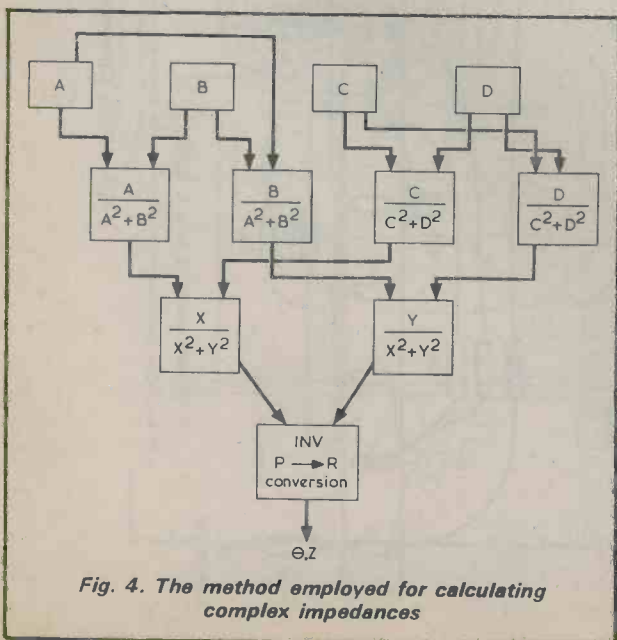 A
B
C
D
A
A²+B²
B
A²+B²
C
C²+D²
D
C²+D²
X
X²+Y²
Y
X²+Y²
INV
P → R
conversion
Θ,Z
Fig. 4. The method employed for calculating
complex impedances